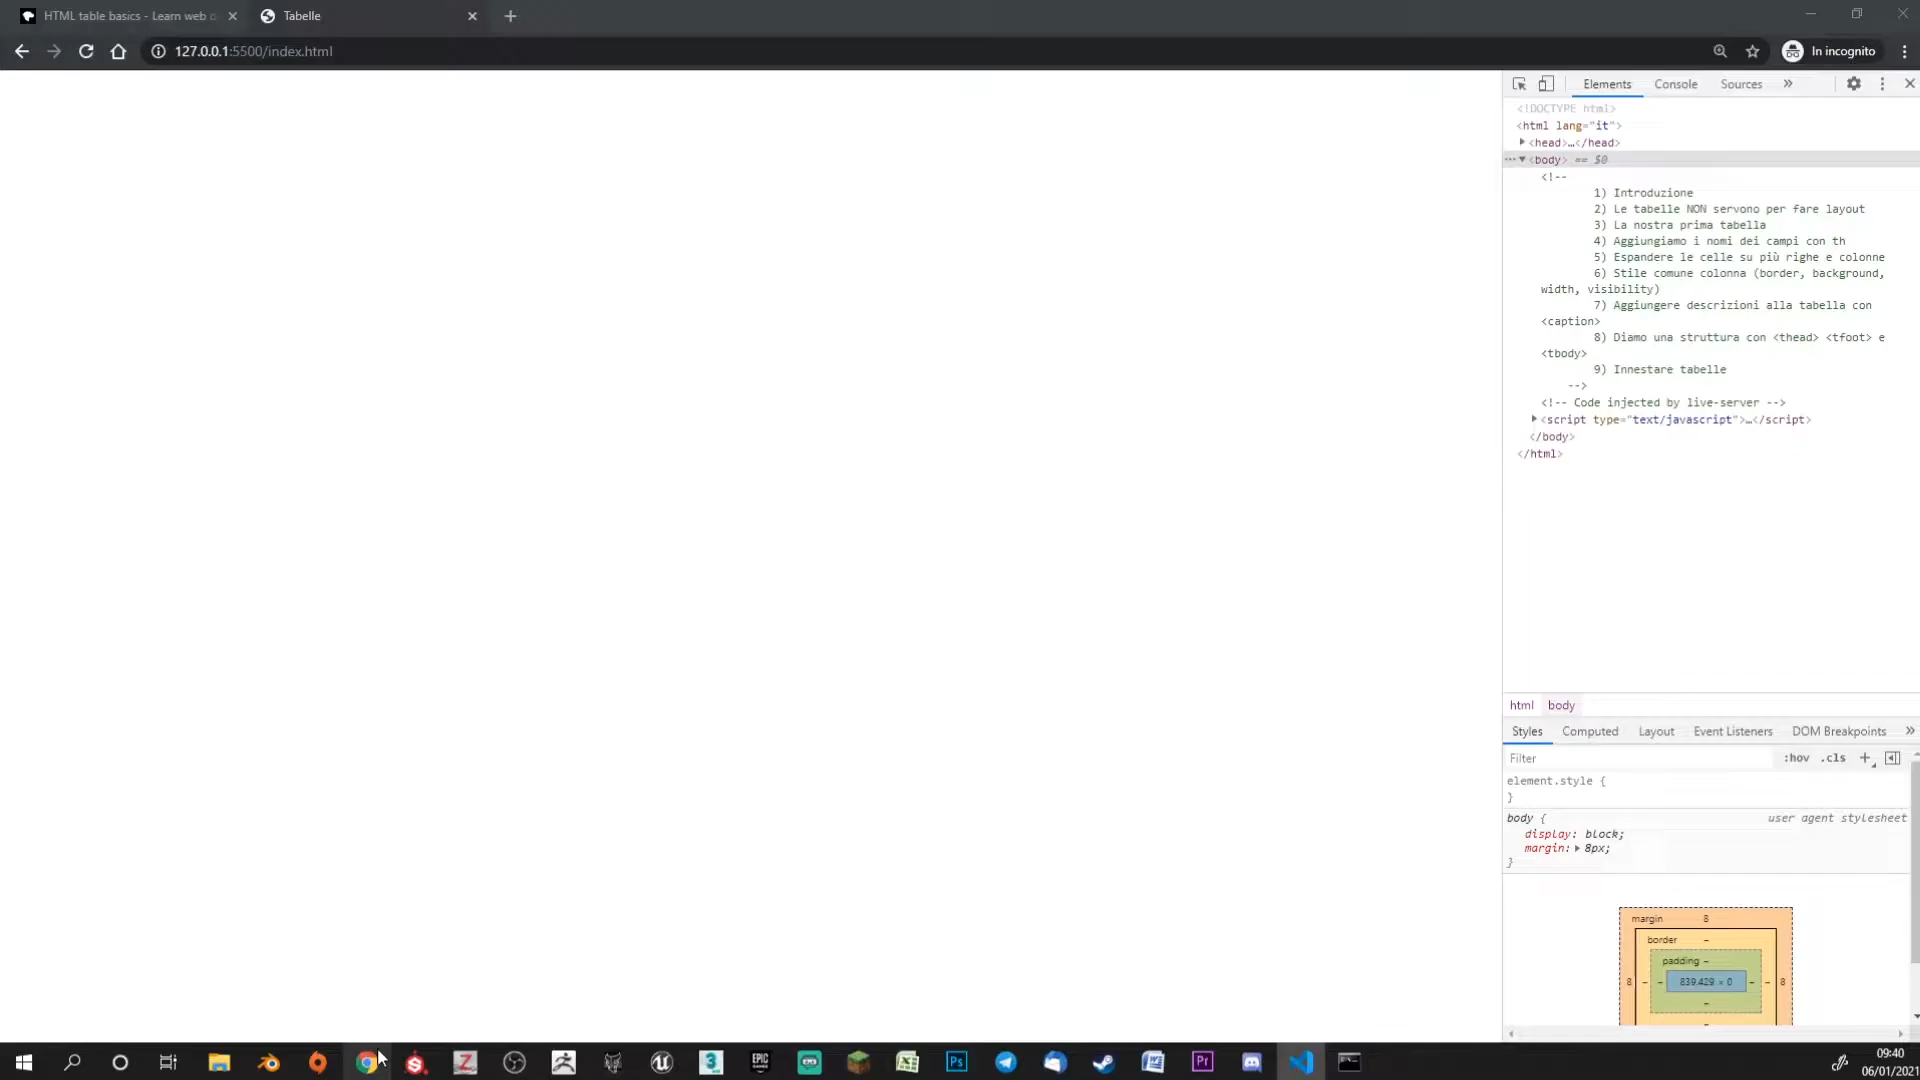 HTML table basics - Learn web
Tabelle
127.0.0.1:5500/index.html
In incognito
Elements
Console
Sources
<!DOCTYPE html>
<html lang="it">
<head>…</head>
<body> == $0
<!--
1) Introduzione
2) Le tabelle NON servono per fare layout
3) La nostra prima tabella
4) Aggiungiamo i nomi dei campi con th
5) Espandere le celle su più righe e colonne
6) Stile comune colonna (border, background,
width, visibility)
7) Aggiungere descrizioni alla tabella con
<caption>
8) Diamo una struttura con <thead> <tfoot> e
<tbody>
9) Innestare tabelle
-->
<!-- Code injected by live-server -->
<script type="text/javascript">…</script>
</body>
</html>
html body
Styles Computed Layout Event Listeners DOM Breakpoints
Filter
:hov .cls
element.style {
}
body {
user agent stylesheet
display: block;
margin: 8px;
}
margin 8
border –
padding –
8 – – 839.429 × 0 – – 8
–
–
EPIC GAMES
Ps
Pr
09:40
06/01/2021